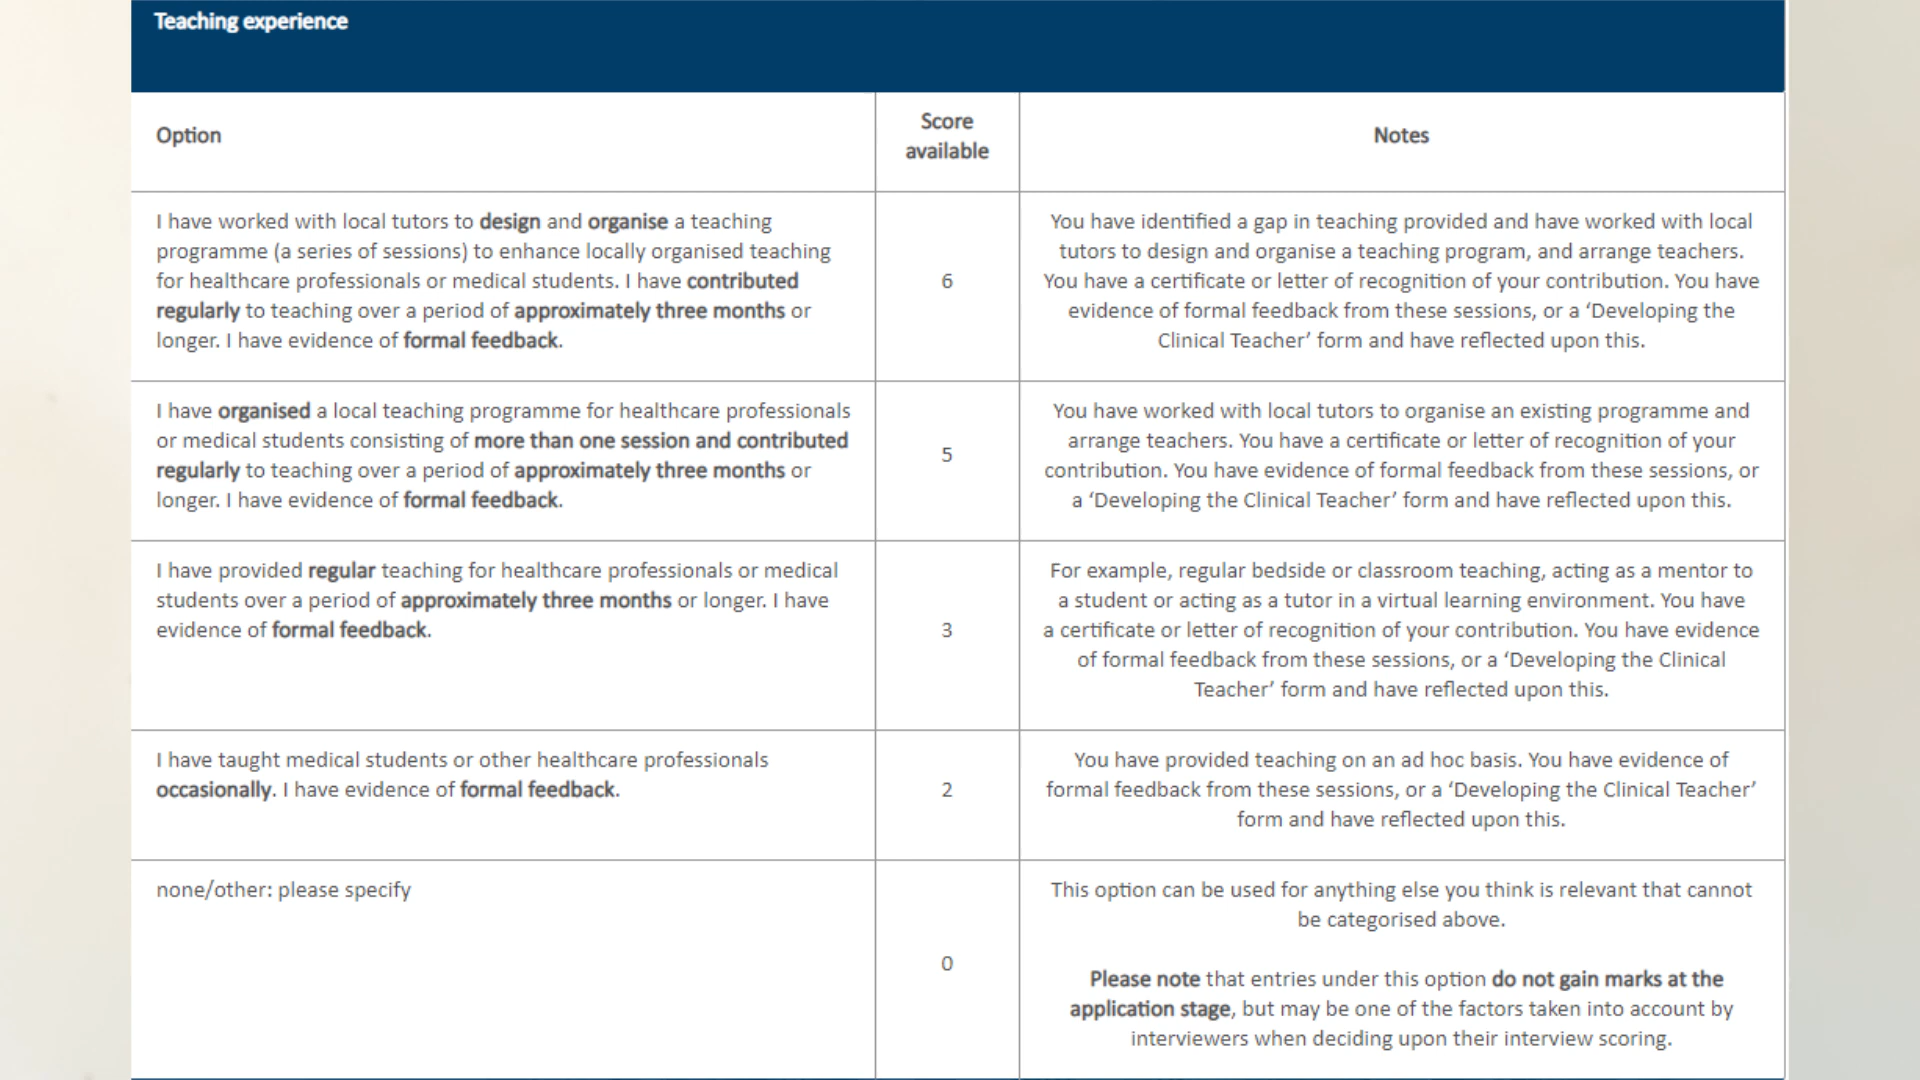 Teaching experience
Option
Score
available
Notes
I have worked with local tutors to design and organise a teaching
programme (a series of sessions) to enhance locally organised teaching
for healthcare professionals or medical students. I have contributed
regularly to teaching over a period of approximately three months or
longer. I have evidence of formal feedback.
6
You have identified a gap in teaching provided and have worked with local
tutors to design and organise a teaching program, and arrange teachers.
You have a certificate or letter of recognition of your contribution. You have
evidence of formal feedback from these sessions, or a ‘Developing the
Clinical Teacher’ form and have reflected upon this.
I have organised a local teaching programme for healthcare professionals
or medical students consisting of more than one session and contributed
regularly to teaching over a period of approximately three months or
longer. I have evidence of formal feedback.
5
You have worked with local tutors to organise an existing programme and
arrange teachers. You have a certificate or letter of recognition of your
contribution. You have evidence of formal feedback from these sessions, or
a ‘Developing the Clinical Teacher’ form and have reflected upon this.
I have provided regular teaching for healthcare professionals or medical
students over a period of approximately three months or longer. I have
evidence of formal feedback.
3
For example, regular bedside or classroom teaching, acting as a mentor to
a student or acting as a tutor in a virtual learning environment. You have
a certificate or letter of recognition of your contribution. You have evidence
of formal feedback from these sessions, or a ‘Developing the Clinical
Teacher’ form and have reflected upon this.
I have taught medical students or other healthcare professionals
occasionally. I have evidence of formal feedback.
2
You have provided teaching on an ad hoc basis. You have evidence of
formal feedback from these sessions, or a ‘Developing the Clinical Teacher’
form and have reflected upon this.
none/other: please specify
0
This option can be used for anything else you think is relevant that cannot
be categorised above.
Please note that entries under this option do not gain marks at the
application stage, but may be one of the factors taken into account by
interviewers when deciding upon their interview scoring.